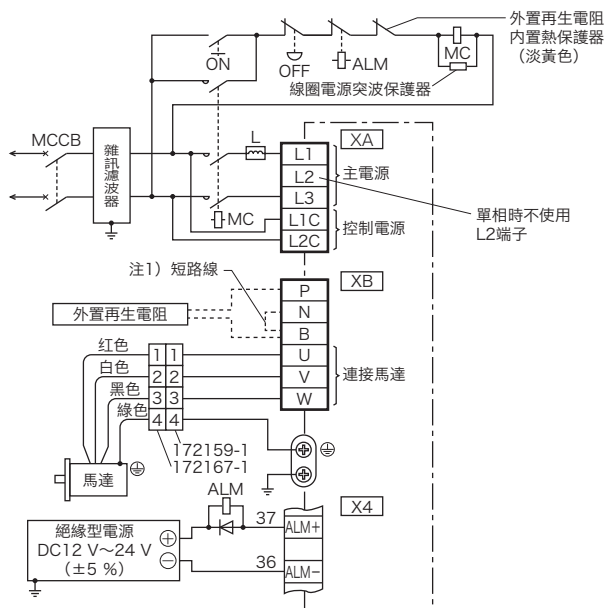 外置再生電阻
內置熱保護器
（淡黃色）
ON
OFF
ALM
MC
線圈電源突波保護器
MCCB
雜訊濾波器
L
XA
L1
L2
L3
主電源
MC
L1C
L2C
控制電源
單相時不使用
L2端子
注1）短路線
XB
外置再生電阻
P
N
B
红色
1 1
U
白色
2 2
V
連接馬達
黑色
3 3
W
綠色
4 4
172159-1
172167-1
馬達
ALM
X4
絕緣型電源
DC12 V～24 V
（±5 %）
37
ALM+
36
ALM−